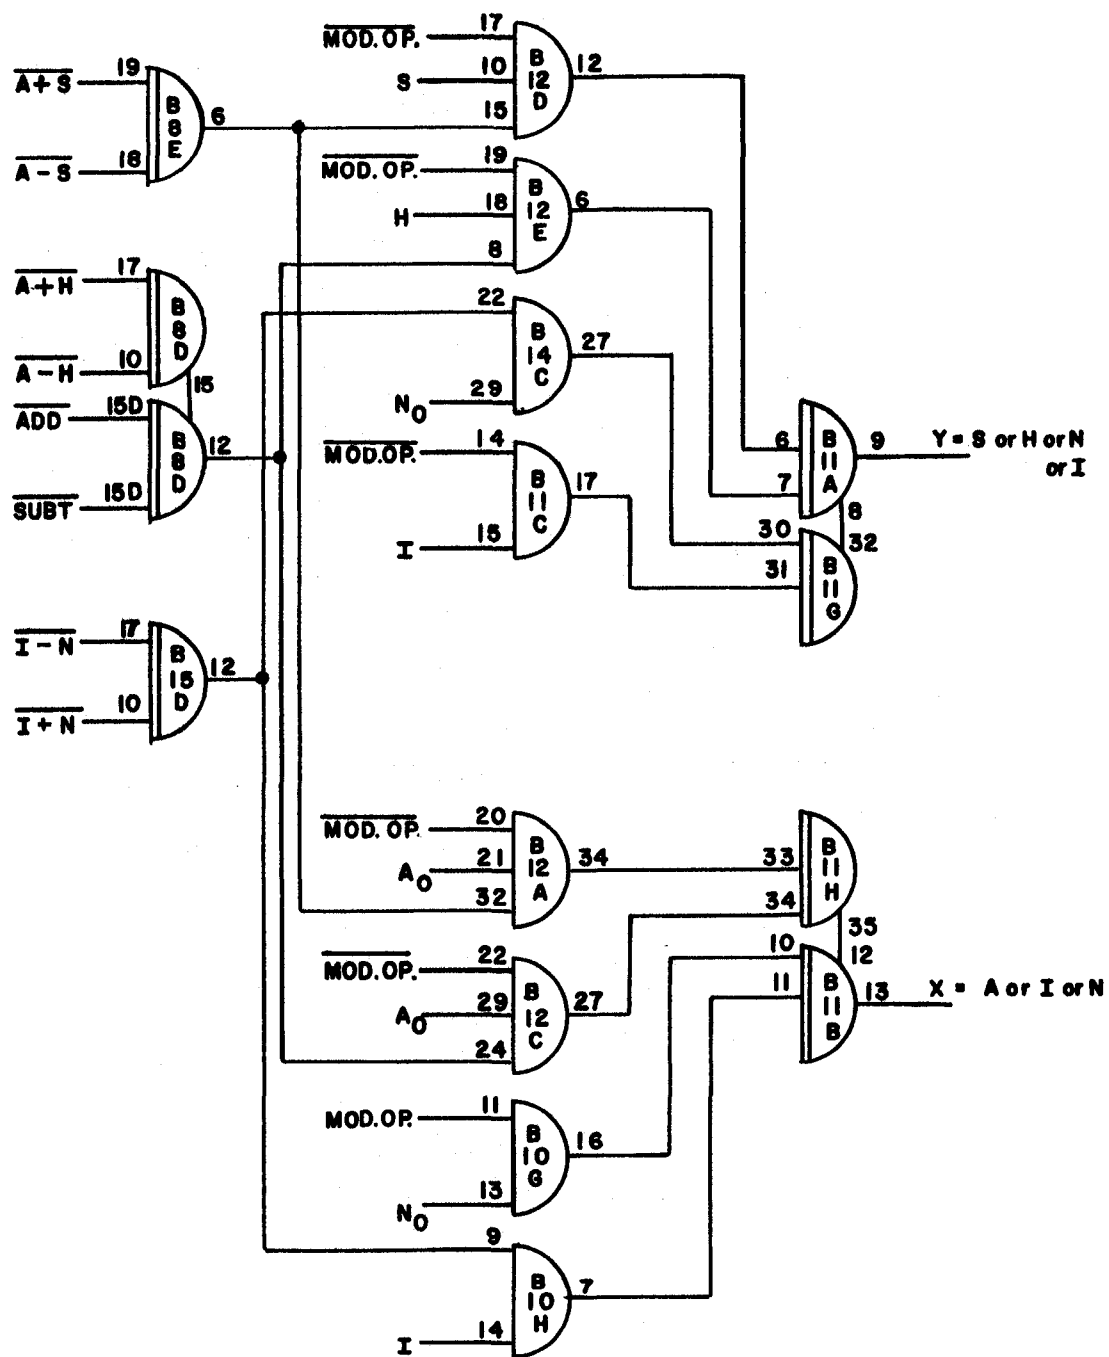 MOD.OP. 17
S 10
15
B 12 D
12
A+S 19
A-S 18
B 8 E
6
MOD.OP. 19
H 18
8
B 12 E
6
A+H 17
A-H 10
B 8 D
15
ADD 15D
SUBT 15D
B 8 D
12
22
N0 29
B 14 C
27
MOD.OP. 14
I 15
B 11 C
17
6
7
B 11 A
9
Y= S or H or N
or I
8
32
30
31
B 11 G
I-N 17
I+N 10
B 15 D
12
MOD.OP. 20
A0 21
32
B 12 A
34
33
34
B 11 H
35
12
MOD.OP. 22
A0 29
24
B 12 C
27
10
11
B 11 B
13
X = A or I or N
MOD.OP. 11
N0 13
B 10 G
16
9
I 14
B 10 H
7